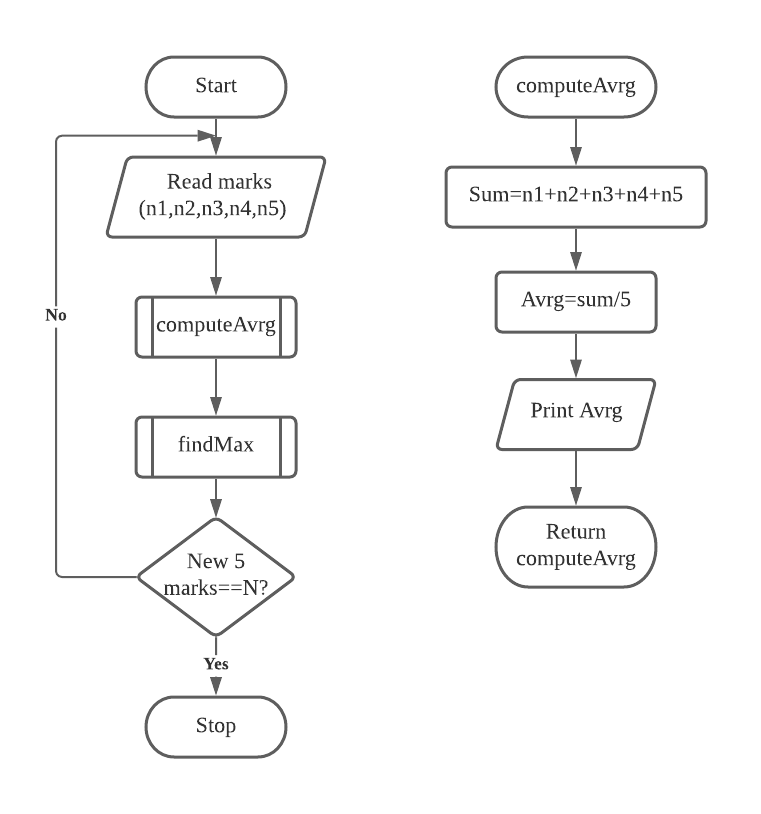 Start
Read marks
(n1,n2,n3,n4,n5)
computeAvrg
findMax
New 5
marks==N?
No
Yes
Stop
computeAvrg
Sum=n1+n2+n3+n4+n5
Avrg=sum/5
Print Avrg
Return
computeAvrg